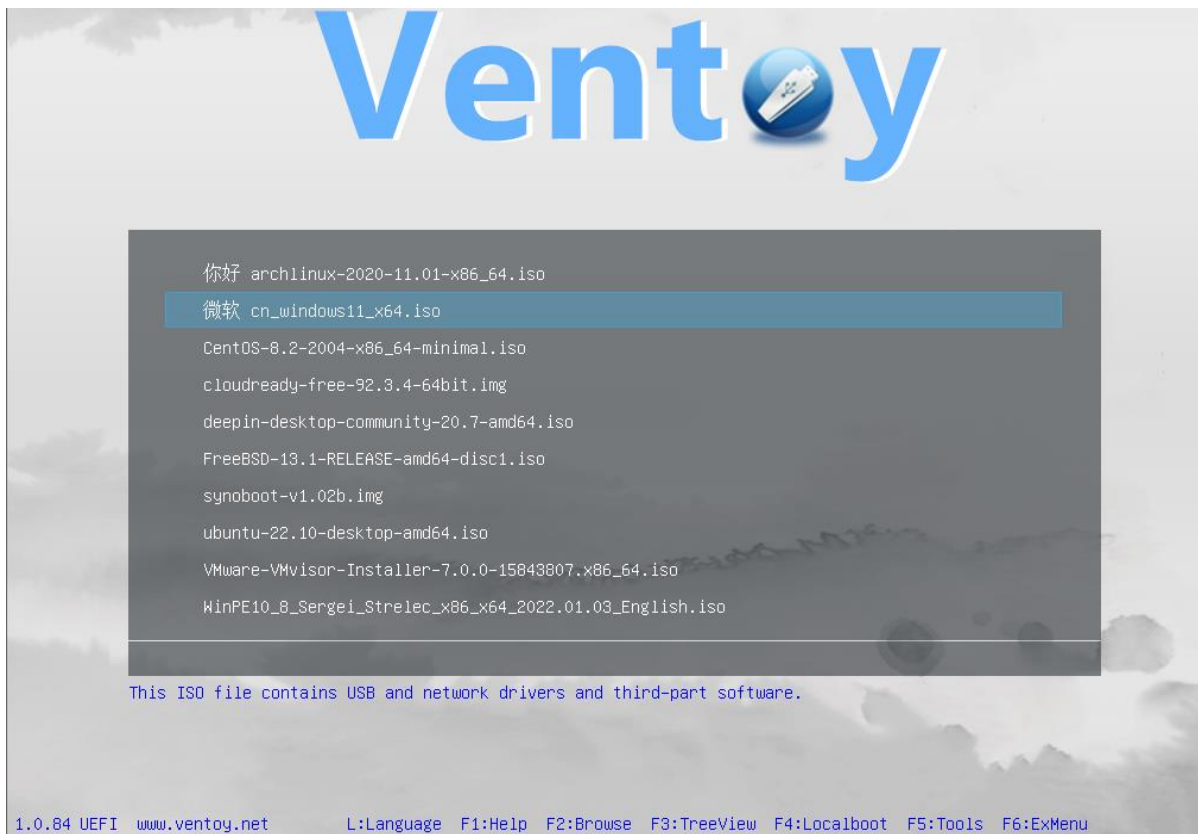 Ventoy
你好 archlinux-2020-11.01-x86_64.iso
微软 cn_windows11_x64.iso
CentOS-8.2-2004-x86_64-minimal.iso
cloudready-free-92.3.4-64bit.img
deepin-desktop-community-20.7-amd64.iso
FreeBSD-13.1-RELEASE-amd64-disc1.iso
synoboot-v1.02b.img
ubuntu-22.10-desktop-amd64.iso
VMware-VMvisor-Installer-7.0.0-15843807.x86_64.iso
WinPE10_8_Sergei_Strelec_x86_x64_2022.01.03_English.iso
This ISO file contains USB and network drivers and third-part software.
1.0.84 UEFI www.ventoy.net L:Language F1:Help F2:Browse F3:TreeView F4:Localboot F5:Tools F6:ExMenu